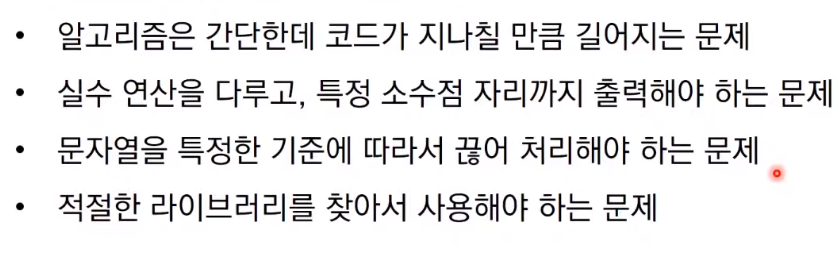 • 알고리즘은 간단한데 코드가 지나칠 만큼 길어지는 문제
• 실수 연산을 다루고, 특정 소수점 자리까지 출력해야 하는 문제
• 문자열을 특정한 기준에 따라서 끊어 처리해야 하는 문제
• 적절한 라이브러리를 찾아서 사용해야 하는 문제